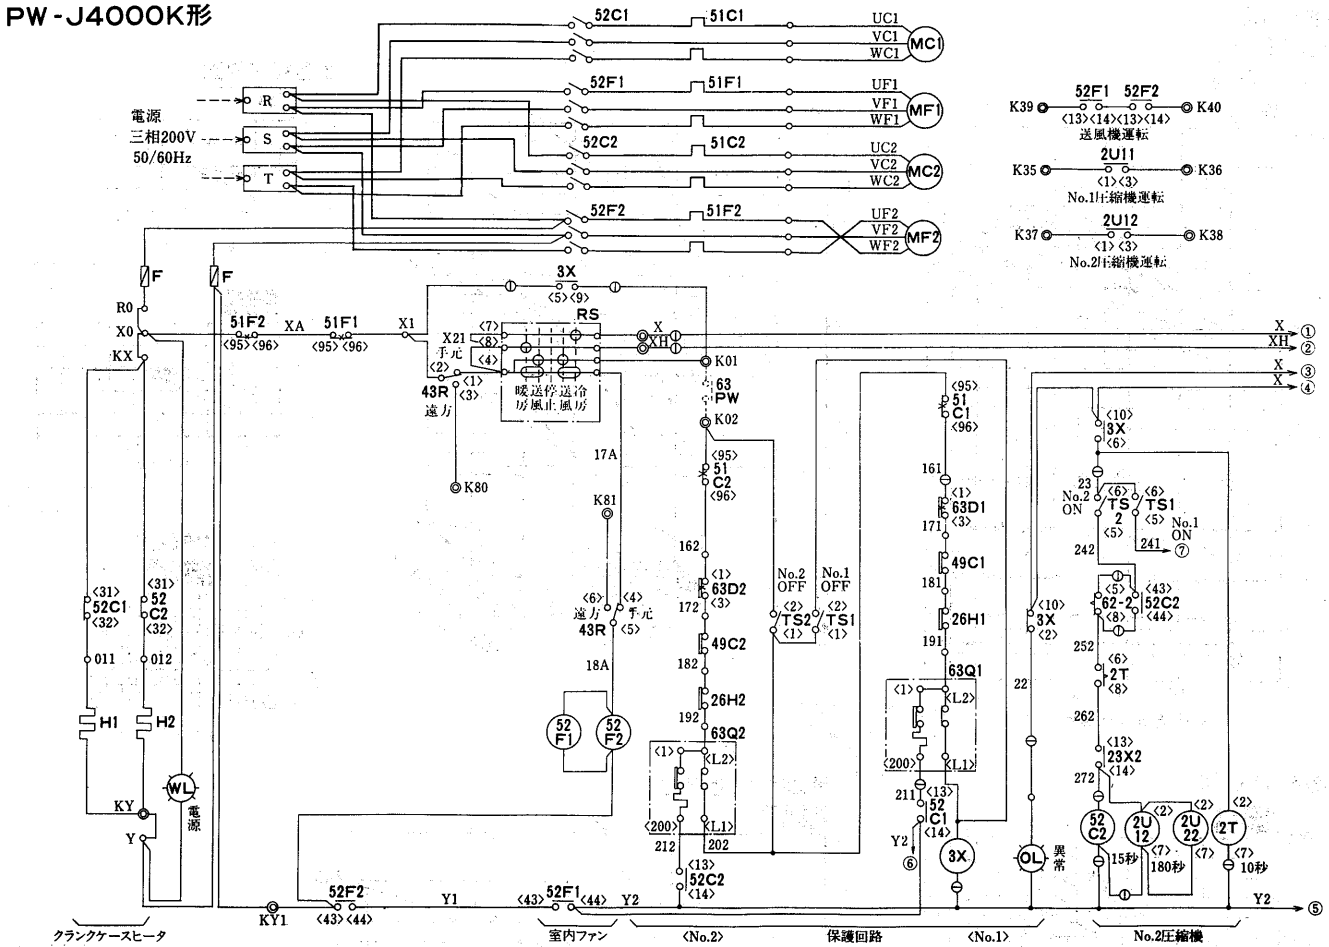 PW-J4000K形
電源
三相200V
50/60Hz
R
S
T
52C1
51C1
UC1
VC1
WC1
MC1
52F1
51F1
UF1
VF1
WF1
MF1
52C2
51C2
UC2
VC2
WC2
MC2
52F2
51F2
UF2
VF2
WF2
MF2
52F1 52F2
K39
K40
<13> <14> <13> <14>
送風機運転
2U11
K35
K36
<1> <3>
No.1圧縮機運転
2U12
K37
K38
<1> <3>
No.2圧縮機運転
F
F
R0
X0
KX
51F2
<95> <96>
XA
51F1
<95> <96>
X1
3X
<5> <9>
RS
X21
手元
<7>
<8>
<4>
<2>
<1>
<3>
43R
遠方
暖房
送風
停止
送風
冷房
X
XH
X ①
XH ②
X ③
X ④
K01
63
PW
K02
K80
17A
K81
<6>
遠方
43R
<4>
手元
<5>
18A
52
F1
52
F2
<95>
51
C2
<96>
162
<1>
63D2
<3>
172
49C2
182
26H2
192
63Q2
<1>
<L2>
<200>
<L1>
212
202
<13>
52C2
<14>
No.2
OFF
<2>
TS2
<1>
No.1
OFF
<2>
TS1
<1>
<95>
51
C1
<96>
161
<1>
63D1
<3>
171
49C1
181
26H1
191
63Q1
<1>
<L2>
<200>
<L1>
211
<13>
52
C1
<14>
Y2
⑥
3X
<10>
3X
<2>
22
OL
異常
<10>
3X
<6>
23
No.2
ON
<6>
TS
2
<5>
<6>
TS1
<5>
No.1
ON
241
⑦
242
<5>
62-2
<8>
<43>
52C2
<44>
252
<6>
2T
<8>
262
<13>
23X2
<14>
272
52
C2
15秒
<2>
2U
12
<7>
180秒
<2>
2U
22
<7>
<2>
2T
<7>
10秒
<31>
52C1
<32>
<31>
52
C2
<32>
011
012
H1
H2
KY
Y
WL
電源
KY1
52F2
<43> <44>
Y1
52F1
<43> <44>
Y2
Y2
⑤
クランクケースヒータ
室内ファン
<No.2>
保護回路
<No.1>
No.2圧縮機